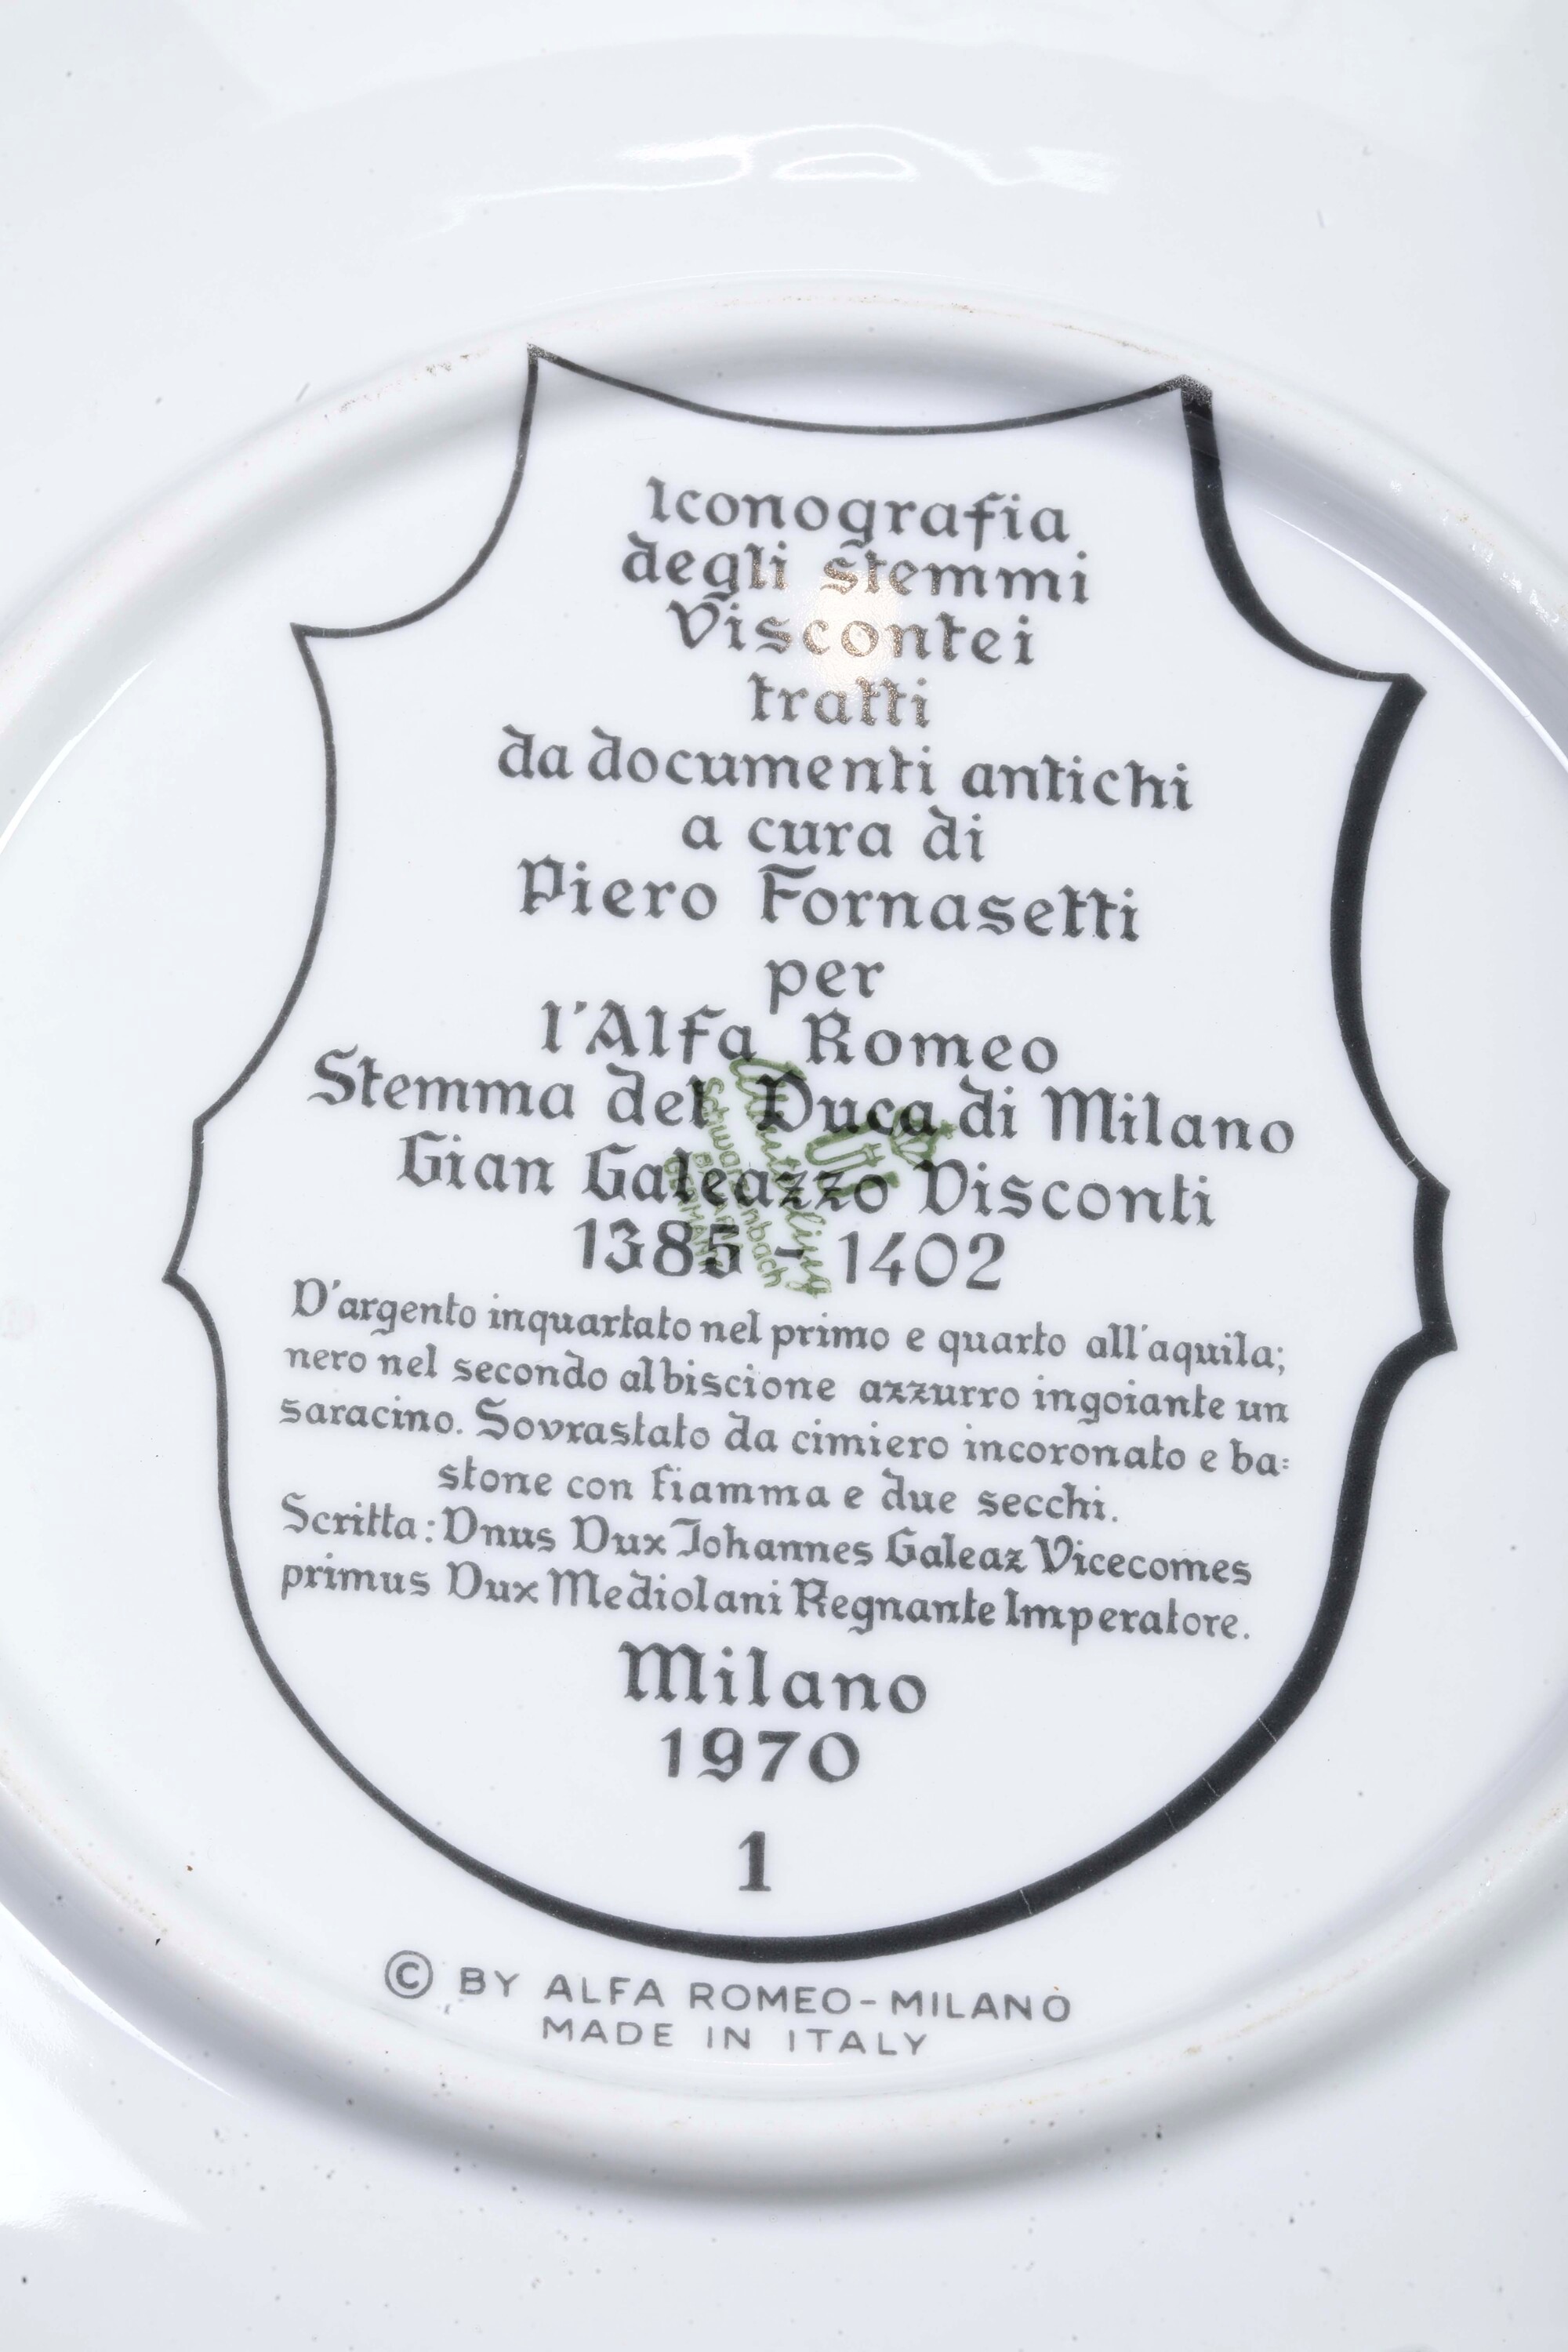 Iconografia
degli stemmi
Viscontei
tratti
da documenti antichi
a cura di
Piero Fornasetti
per
l'Alfa Romeo
Stemma del Duca di Milano
Gian Galeazzo Visconti
1385 - 1402
D'argento inquartato nel primo e quarto all'aquila;
nero nel secondo al biscione azzurro ingoiante un
saracino. Sovrastato da cimiero incoronato e ba=
stone con fiamma e due secchi.
Scritta: Dnus Dux Iohannes Galeaz Vicecomes
primus Dux Mediolani Regnante Imperatore.
Milano
1970
1
© BY ALFA ROMEO-MILANO
MADE IN ITALY